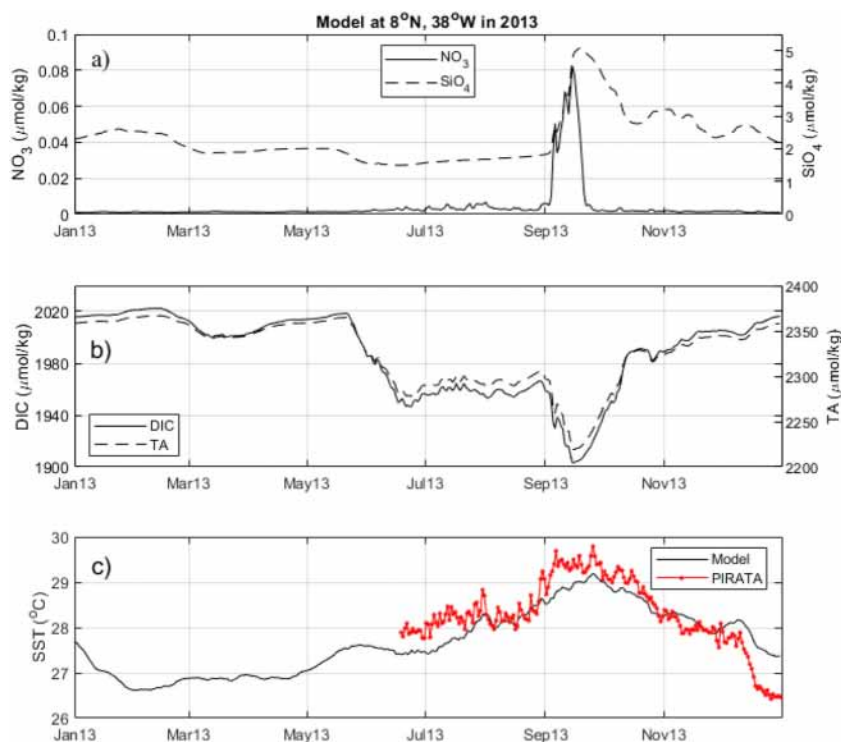 Model at 8°N, 38°W in 2013
a)
NO₃
SiO₄
NO₃ (μmol/kg)
0.1
0.08
0.06
0.04
0.02
0
SiO₄ (μmol/kg)
5
4
3
2
1
0
Jan13 Mar13 May13 Jul13 Sep13 Nov13
b)
DIC
TA
DIC (μmol/kg)
2020
1980
1940
1900
TA (μmol/kg)
2400
2300
2200
Jan13 Mar13 May13 Jul13 Sep13 Nov13
c)
Model
PIRATA
SST (°C)
30
29
28
27
26
Jan13 Mar13 May13 Jul13 Sep13 Nov13